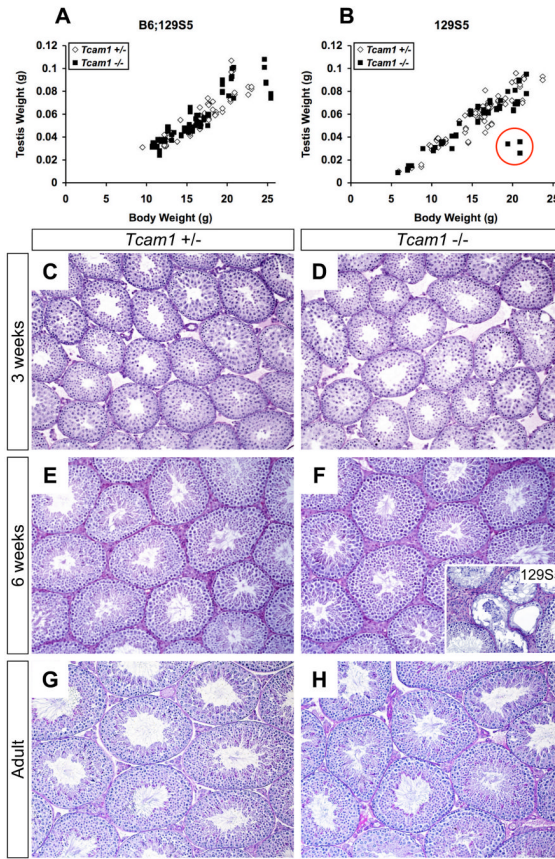 A
B6;129S5
Tcam1 +/-
Tcam1 -/-
Testis Weight (g)
0.12
0.1
0.08
0.06
0.04
0.02
0
0
5
10
15
20
25
Body Weight (g)
B
129S5
Tcam1 +/-
Tcam1 -/-
Testis Weight (g)
0.12
0.1
0.08
0.06
0.04
0.02
0
0
5
10
15
20
25
Body Weight (g)
Tcam1 +/-
Tcam1 -/-
3 weeks
C
D
6 weeks
E
F
129S
Adult
G
H